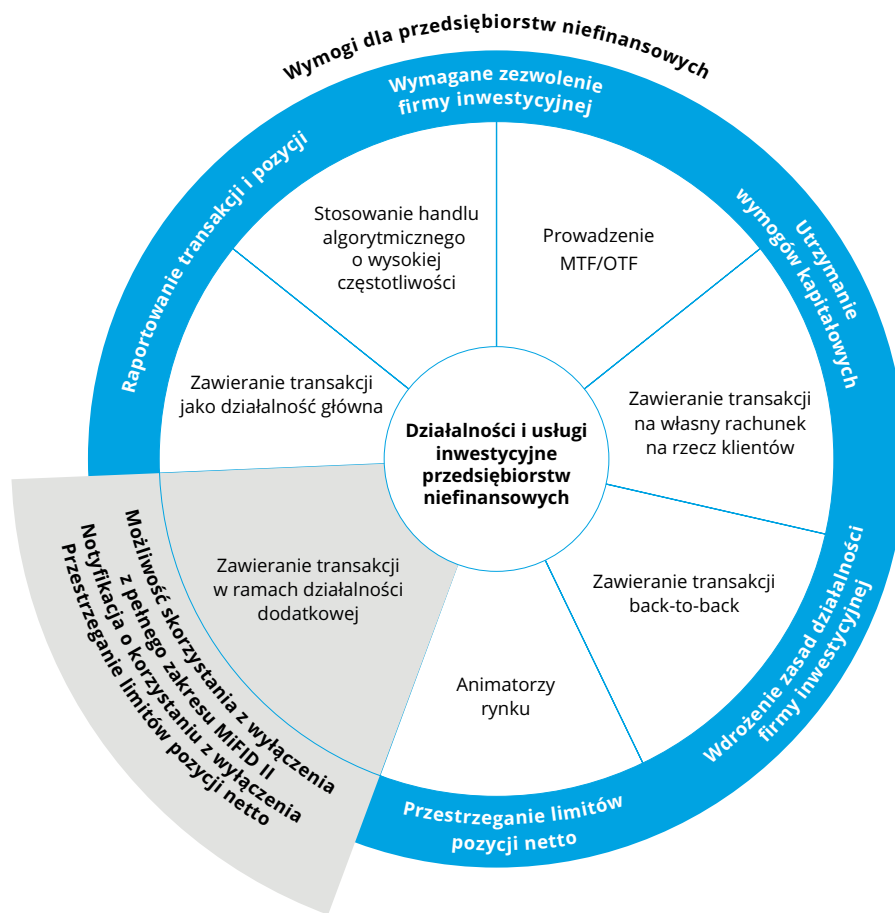 Wymogi dla przedsiębiorstw niefinansowych
Wymagane zezwolenie
firmy inwestycyjnej
Utrzymanie
wymogów kapitałowych
Wdrożenie zasad działalności
firmy inwestycyjnej
Przestrzeganie limitów
pozycji netto
Raportowanie transakcji i pozycji
Stosowanie handlu
algorytmicznego
o wysokiej
częstotliwości
Prowadzenie
MTF/OTF
Zawieranie transakcji
na własny rachunek
na rzecz klientów
Zawieranie transakcji
back-to-back
Animatorzy
rynku
Zawieranie transakcji
w ramach działalności
dodatkowej
Zawieranie transakcji
jako działalność główna
Działalności i usługi
inwestycyjne
przedsiębiorstw
niefinansowych
Możliwość skorzystania z wyłączenia
z pełnego zakresu MiFID II
Notyfikacja o korzystaniu z wyłączenia
Przestrzeganie limitów pozycji netto